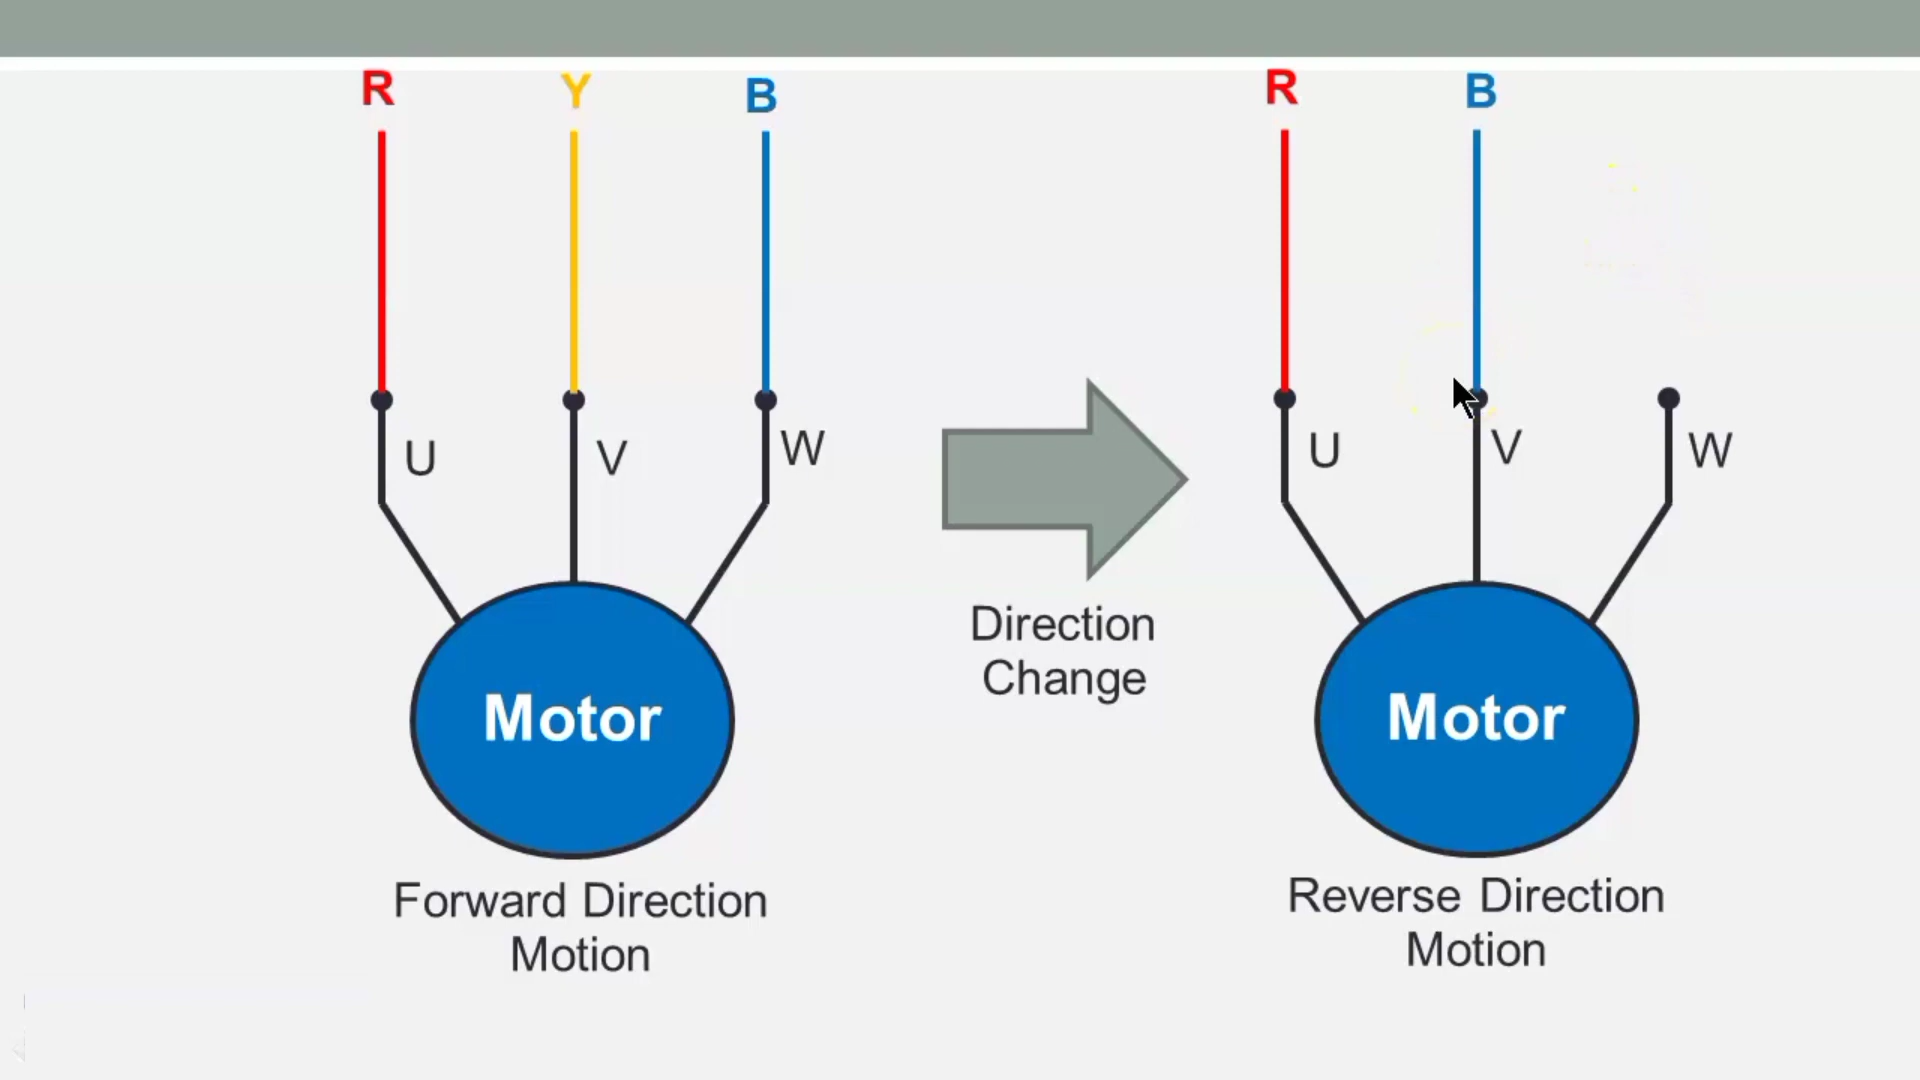 R Y B
U V W
Motor
Forward Direction
Motion
Direction
Change
R B
U V W
Motor
Reverse Direction
Motion